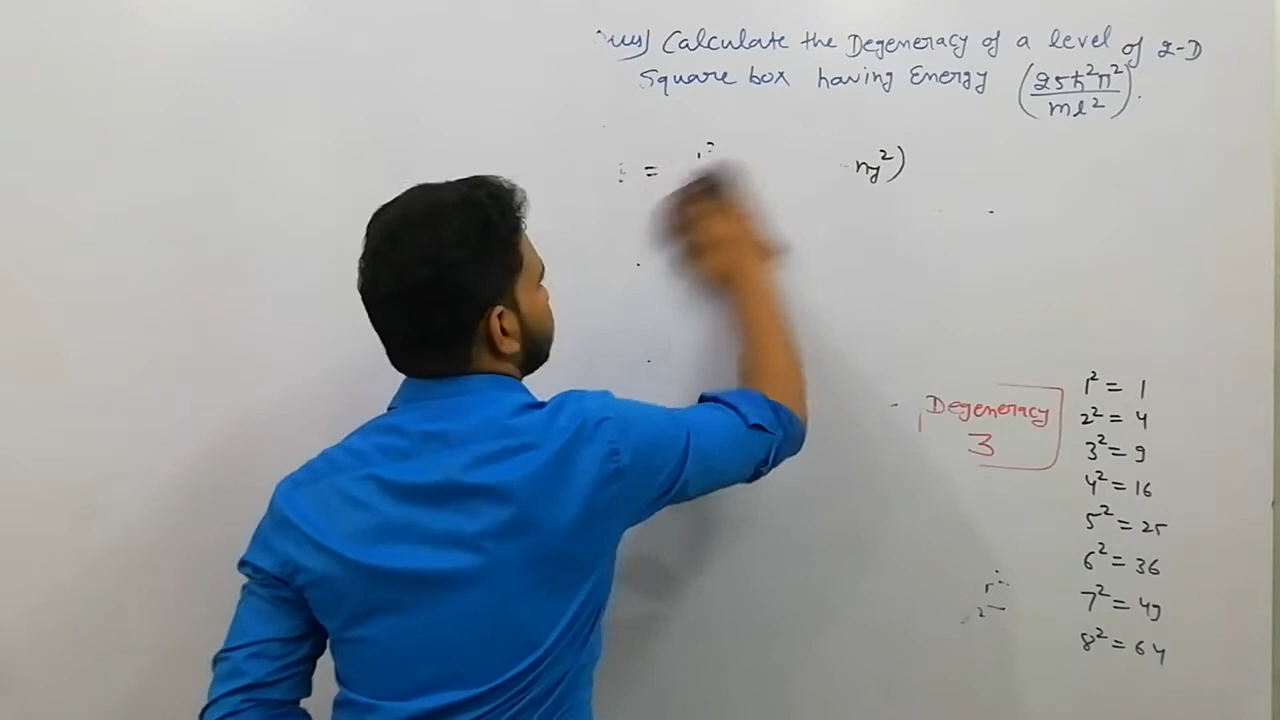 Calculate the Degeneracy of a level of 2-D
Square box having Energy (25ħ²π²/ml²).
= ny²)
Degeneracy
3
1² = 1
2² = 4
3² = 9
4² = 16
5² = 25
6² = 36
7² = 49
8² = 64